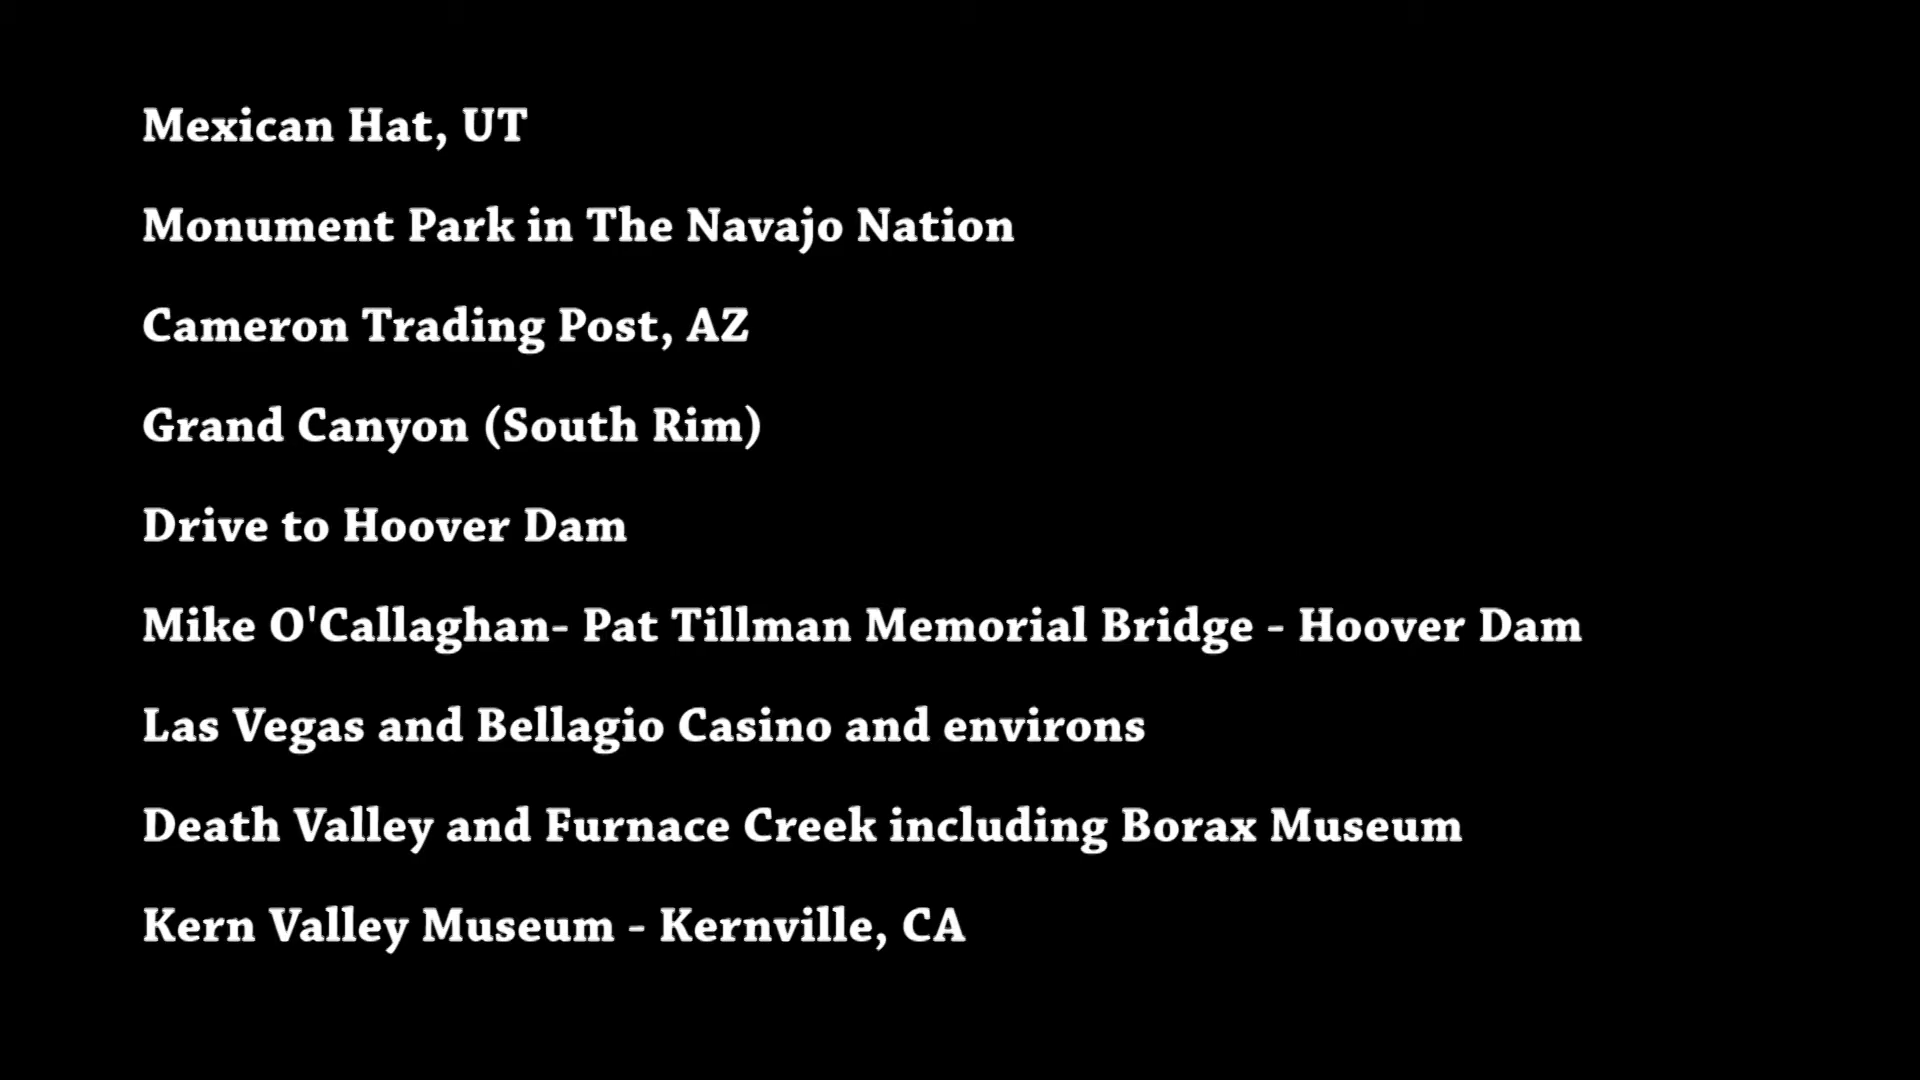 Mexican Hat, UT
Monument Park in The Navajo Nation
Cameron Trading Post, AZ
Grand Canyon (South Rim)
Drive to Hoover Dam
Mike O'Callaghan- Pat Tillman Memorial Bridge - Hoover Dam
Las Vegas and Bellagio Casino and environs
Death Valley and Furnace Creek including Borax Museum
Kern Valley Museum - Kernville, CA